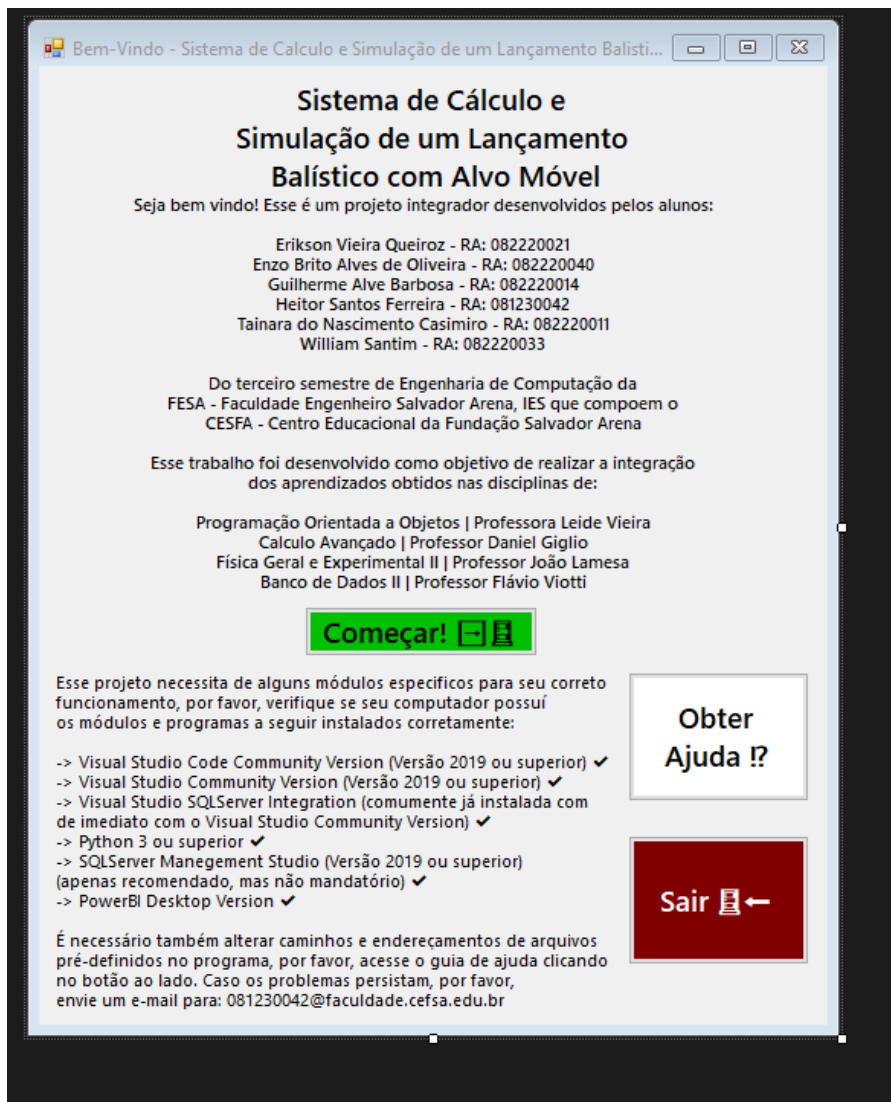 Bem-Vindo - Sistema de Calculo e Simulação de um Lançamento Balisti...
Sistema de Cálculo e
Simulação de um Lançamento
Balístico com Alvo Móvel
Seja bem vindo! Esse é um projeto integrador desenvolvidos pelos alunos:
Erikson Vieira Queiroz - RA: 082220021
Enzo Brito Alves de Oliveira - RA: 082220040
Guilherme Alve Barbosa - RA: 082220014
Heitor Santos Ferreira - RA: 081230042
Tainara do Nascimento Casimiro - RA: 082220011
William Santim - RA: 082220033
Do terceiro semestre de Engenharia de Computação da
FESA - Faculdade Engenheiro Salvador Arena, IES que compoem o
CESFA - Centro Educacional da Fundação Salvador Arena
Esse trabalho foi desenvolvido como objetivo de realizar a integração
dos aprendizados obtidos nas disciplinas de:
Programação Orientada a Objetos | Professora Leide Vieira
Calculo Avançado | Professor Daniel Giglio
Física Geral e Experimental II | Professor João Lamesa
Banco de Dados II | Professor Flávio Viotti
Começar!
Esse projeto necessita de alguns módulos especificos para seu correto
funcionamento, por favor, verifique se seu computador possuí
os módulos e programas a seguir instalados corretamente:
-> Visual Studio Code Community Version (Versão 2019 ou superior) ✔
-> Visual Studio Community Version (Versão 2019 ou superior) ✔
-> Visual Studio SQLServer Integration (comumente já instalada com
de imediato com o Visual Studio Community Version) ✔
-> Python 3 ou superior ✔
-> SQLServer Manegement Studio (Versão 2019 ou superior)
(apenas recomendado, mas não mandatório) ✔
-> PowerBI Desktop Version ✔
É necessário também alterar caminhos e endereçamentos de arquivos
pré-definidos no programa, por favor, acesse o guia de ajuda clicando
no botão ao lado. Caso os problemas persistam, por favor,
envie um e-mail para: 081230042@faculdade.cefsa.edu.br
Obter
Ajuda !?
Sair